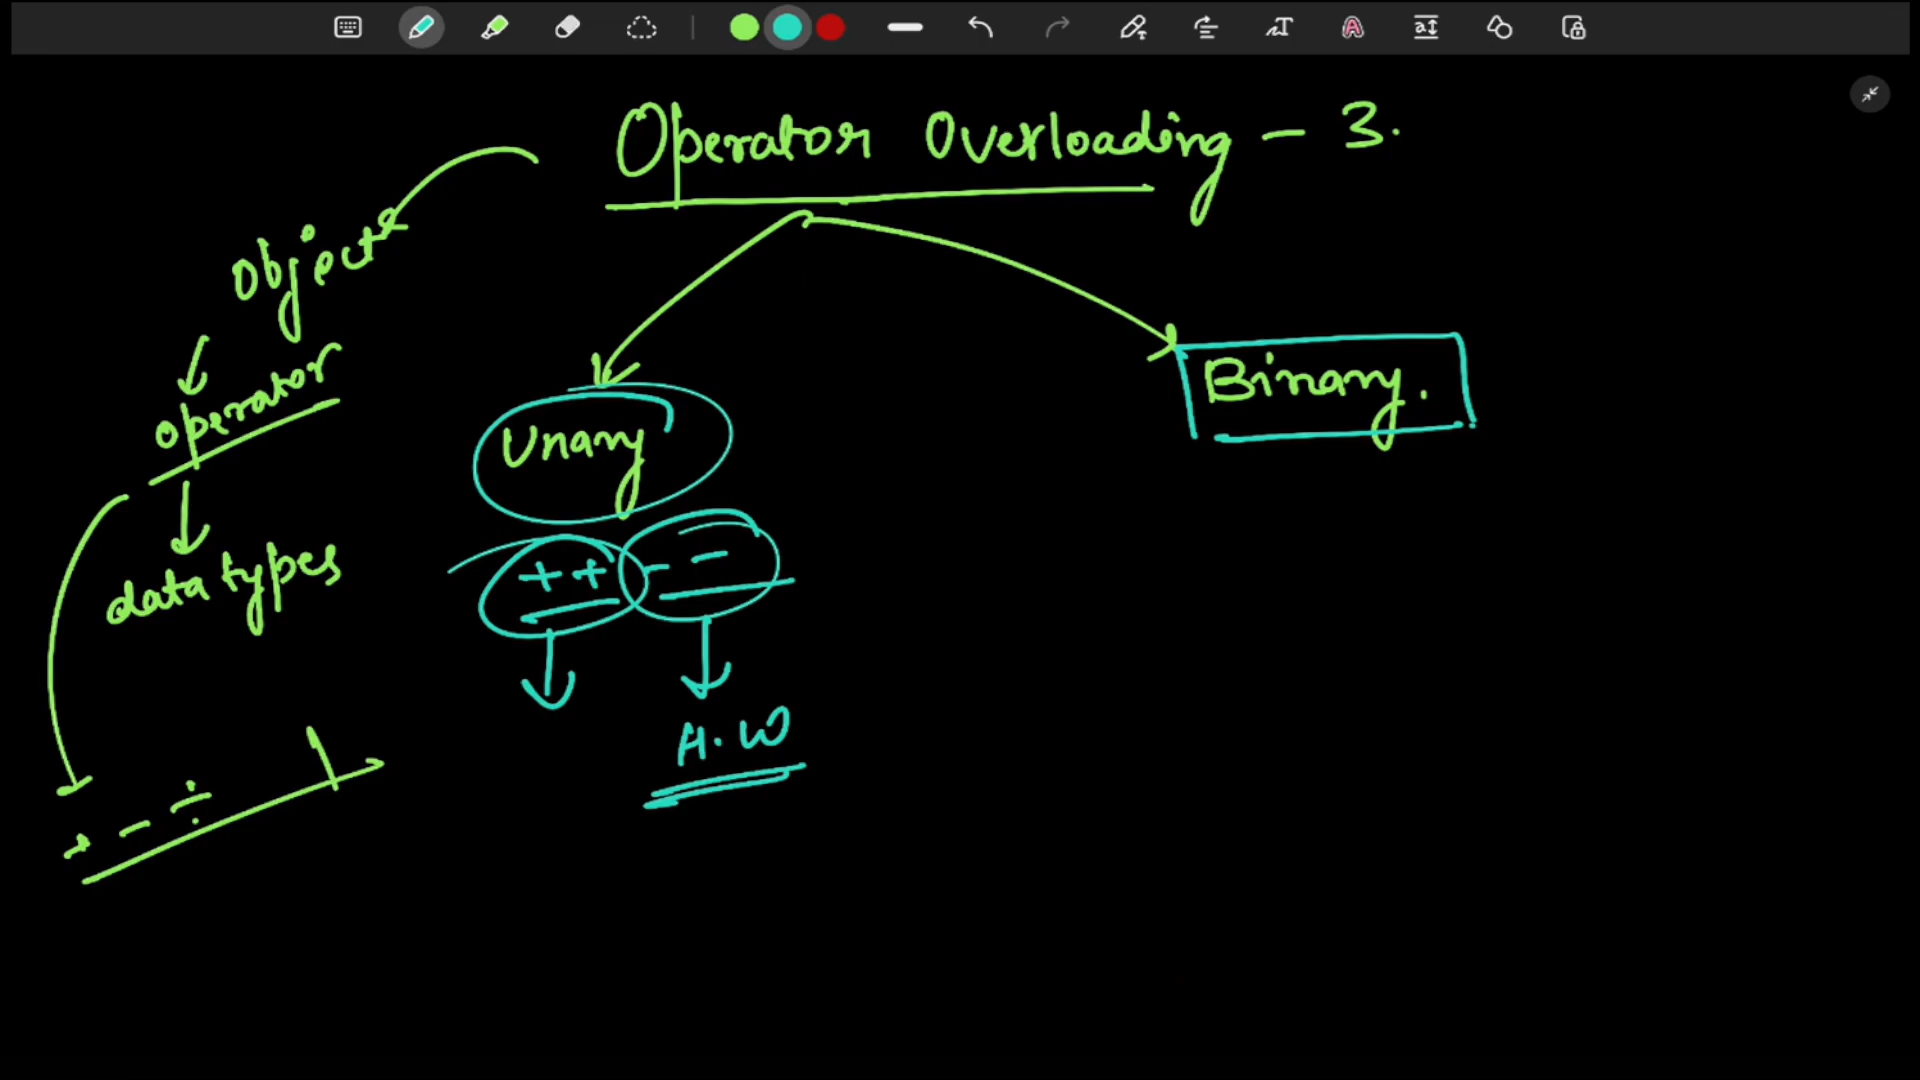 Operator Overloading - 3.
Object
operator
data types
+ - ÷
Unary
++ --
H.W
Binary.